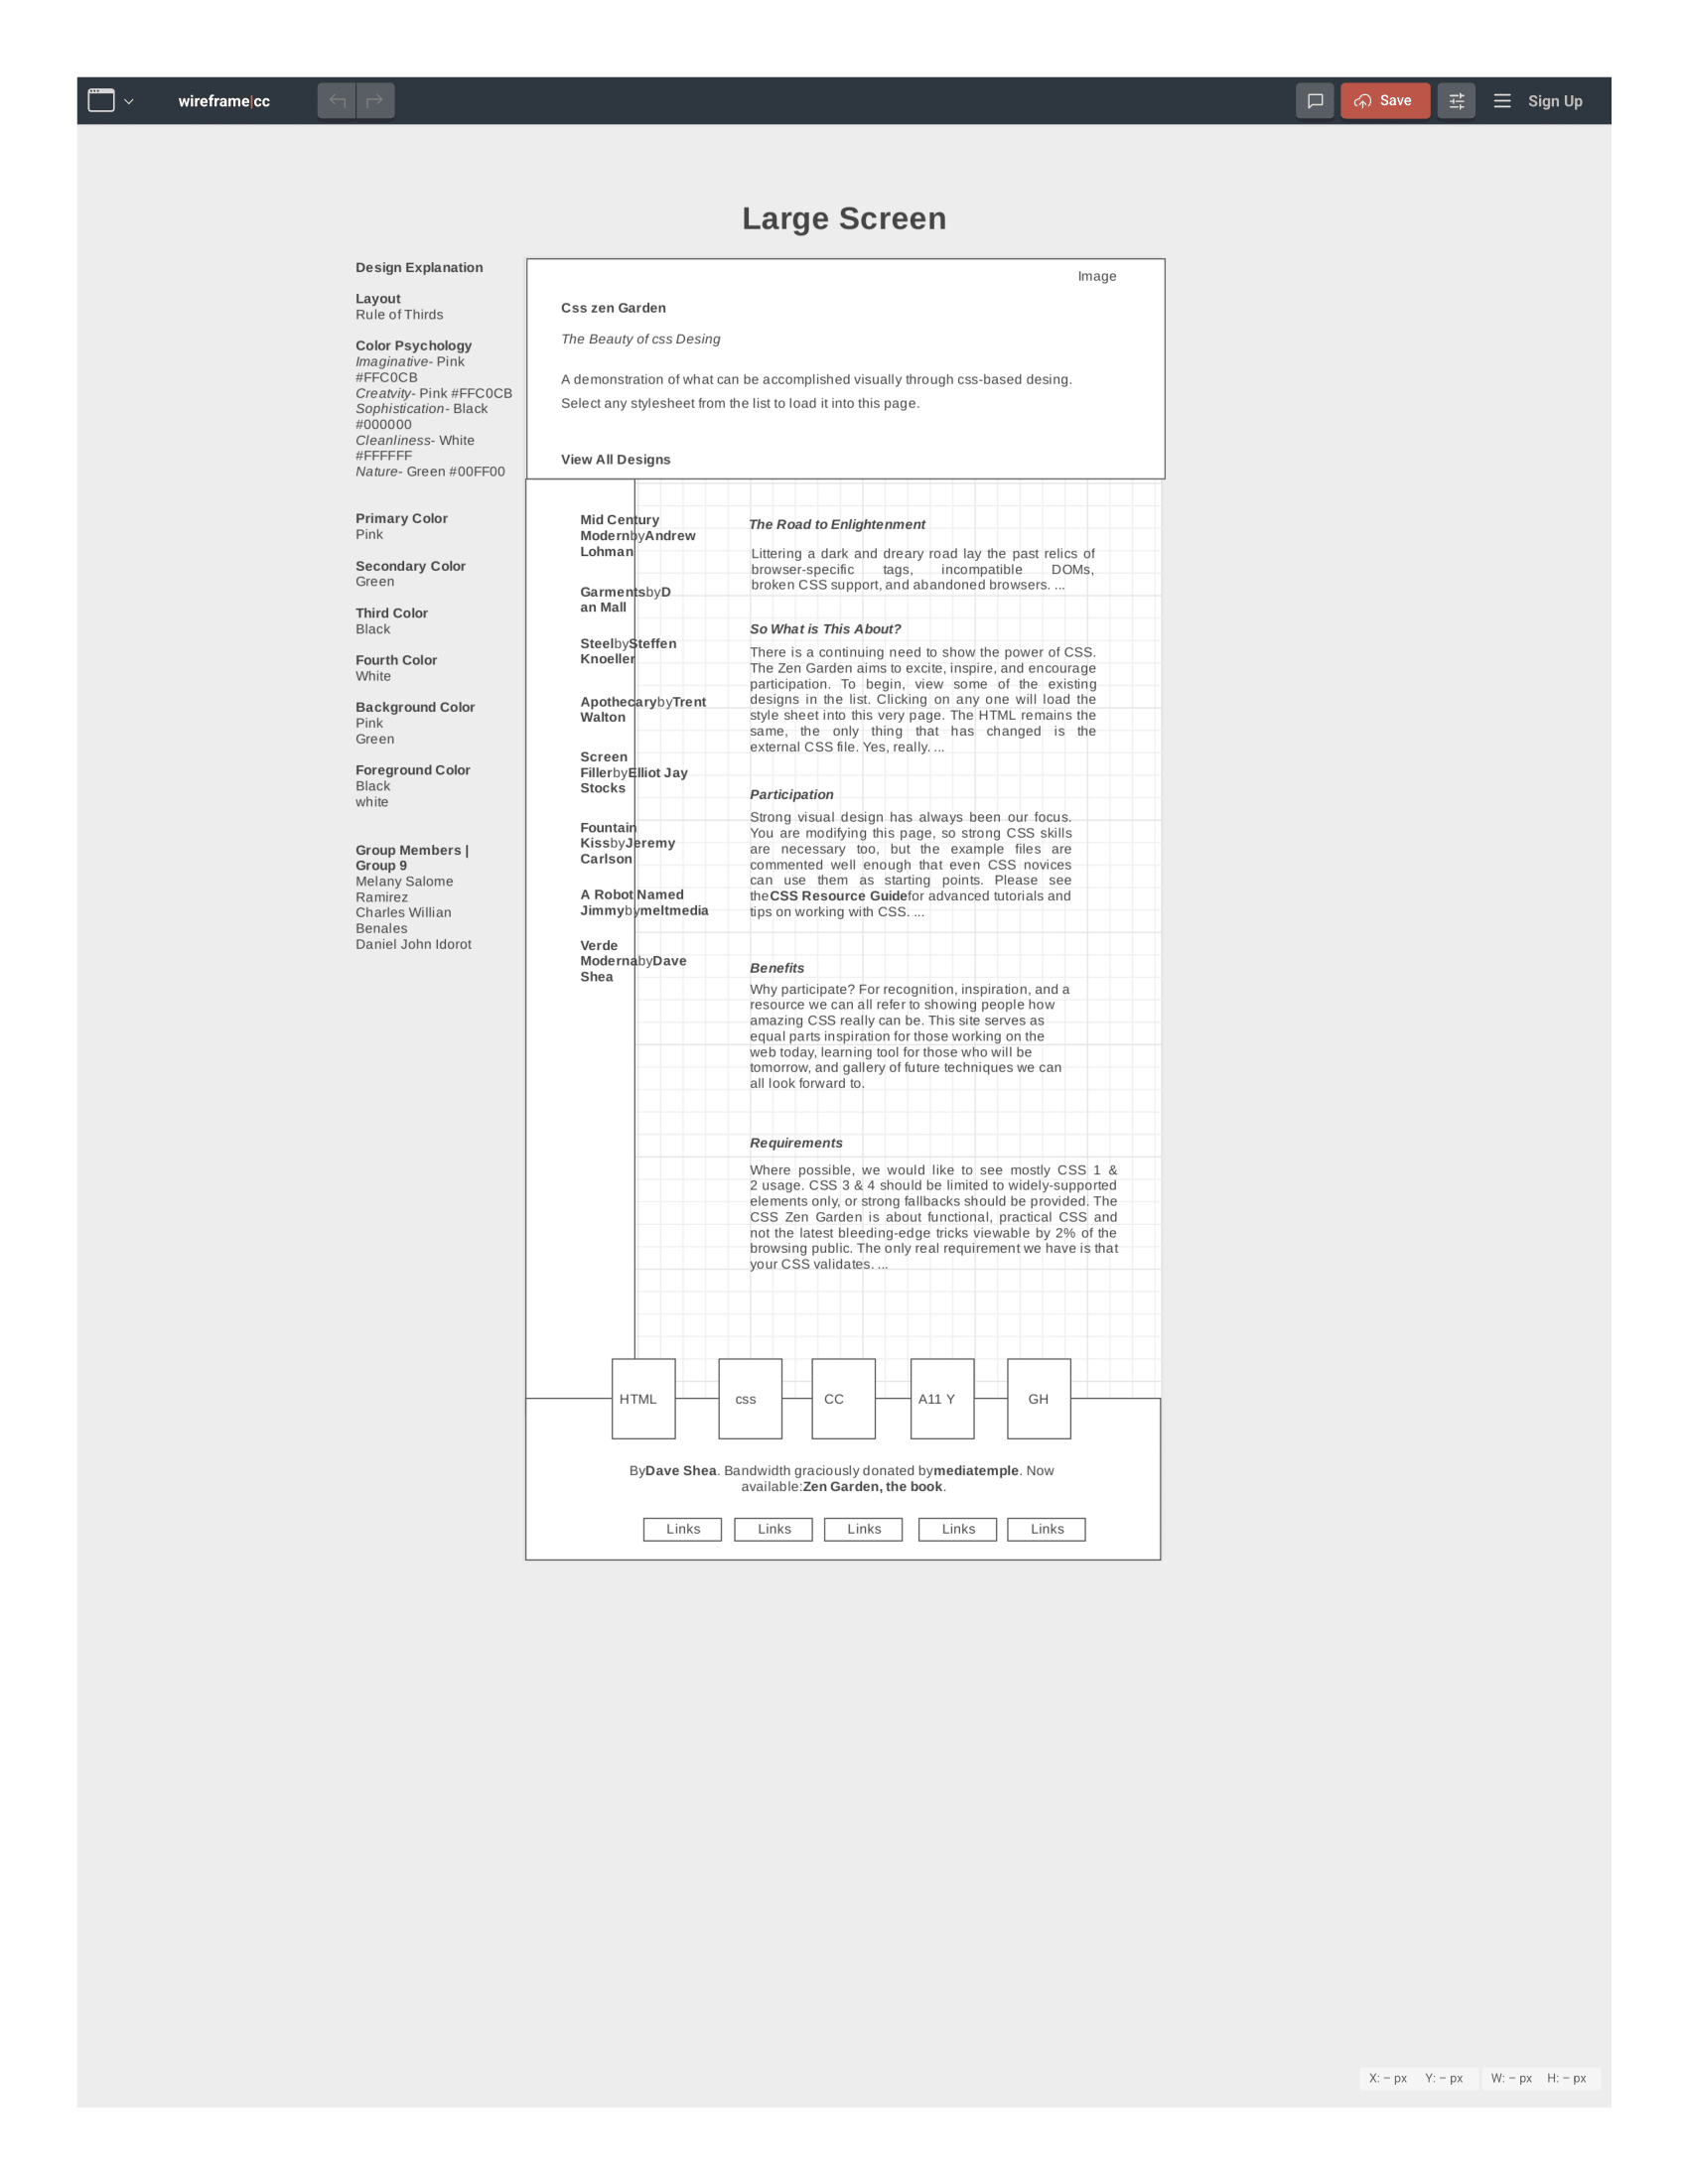 wireframe|cc
Save
Sign Up
Large Screen
Design Explanation
Layout
Rule of Thirds
Color Psychology
Imaginative- Pink
#FFC0CB
Creatvity- Pink #FFC0CB
Sophistication- Black
#000000
Cleanliness- White
#FFFFFF
Nature- Green #00FF00
Primary Color
Pink
Secondary Color
Green
Third Color
Black
Fourth Color
White
Background Color
Pink
Green
Foreground Color
Black
white
Group Members |
Group 9
Melany Salome
Ramirez
Charles Willian
Benales
Daniel John Idorot
Image
Css zen Garden
The Beauty of css Desing
A demonstration of what can be accomplished visually through css-based desing.
Select any stylesheet from the list to load it into this page.
View All Designs
Mid Century
ModernbyAndrew
Lohman
GarmentsbyD
an Mall
SteelbySteffen
Knoeller
ApothecarybyTrent
Walton
Screen
FillerbyElliot Jay
Stocks
Fountain
KissbyJeremy
Carlson
A Robot Named
Jimmybymeltmedia
Verde
ModernabyDave
Shea
The Road to Enlightenment
Littering a dark and dreary road lay the past relics of
browser-specific tags, incompatible DOMs,
broken CSS support, and abandoned browsers. ...
So What is This About?
There is a continuing need to show the power of CSS.
The Zen Garden aims to excite, inspire, and encourage
participation. To begin, view some of the existing
designs in the list. Clicking on any one will load the
style sheet into this very page. The HTML remains the
same, the only thing that has changed is the
external CSS file. Yes, really. ...
Participation
Strong visual design has always been our focus.
You are modifying this page, so strong CSS skills
are necessary too, but the example files are
commented well enough that even CSS novices
can use them as starting points. Please see
theCSS Resource Guidefor advanced tutorials and
tips on working with CSS. ...
Benefits
Why participate? For recognition, inspiration, and a
resource we can all refer to showing people how
amazing CSS really can be. This site serves as
equal parts inspiration for those working on the
web today, learning tool for those who will be
tomorrow, and gallery of future techniques we can
all look forward to.
Requirements
Where possible, we would like to see mostly CSS 1 &
2 usage. CSS 3 & 4 should be limited to widely-supported
elements only, or strong fallbacks should be provided. The
CSS Zen Garden is about functional, practical CSS and
not the latest bleeding-edge tricks viewable by 2% of the
browsing public. The only real requirement we have is that
your CSS validates. ...
HTML css CC A11 Y GH
ByDave Shea. Bandwidth graciously donated bymediatemple. Now
available:Zen Garden, the book.
Links Links Links Links Links
X: – px Y: – px W: – px H: – px